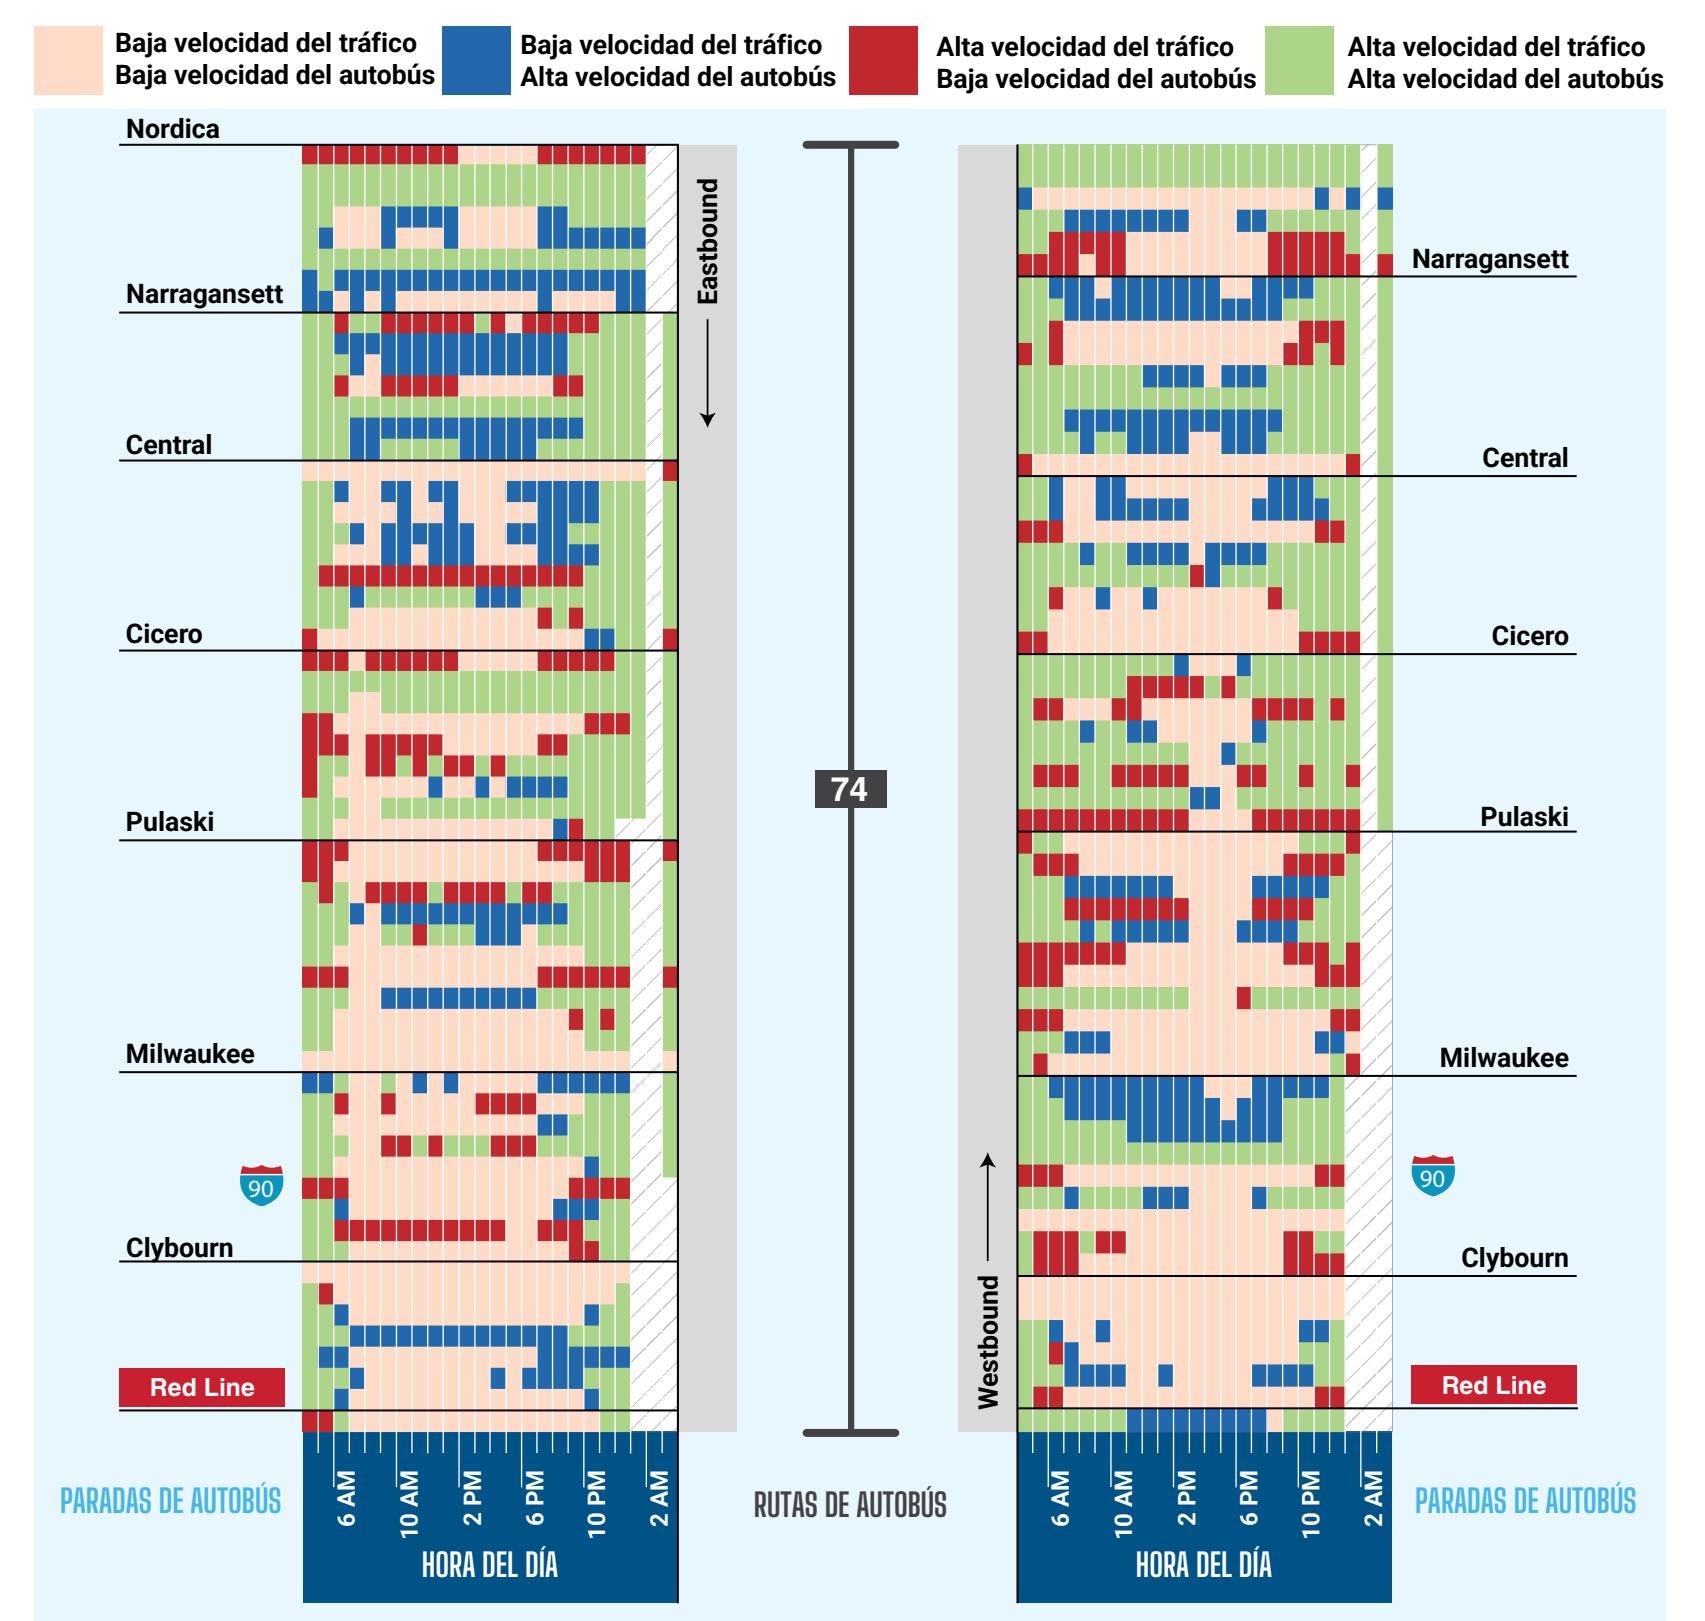 Baja velocidad del tráfico
Baja velocidad del autobús
Baja velocidad del tráfico
Alta velocidad del autobús
Alta velocidad del tráfico
Baja velocidad del autobús
Alta velocidad del tráfico
Alta velocidad del autobús
Nordica
Narragansett
Central
Cicero
Pulaski
Milwaukee
90
Clybourn
Red Line
Eastbound
74
Westbound
Narragansett
Central
Cicero
Pulaski
Milwaukee
90
Clybourn
Red Line
6 AM
10 AM
2 PM
6 PM
10 PM
2 AM
6 AM
10 AM
2 PM
6 PM
10 PM
2 AM
PARADAS DE AUTOBÚS
RUTAS DE AUTOBÚS
PARADAS DE AUTOBÚS
HORA DEL DÍA
HORA DEL DÍA